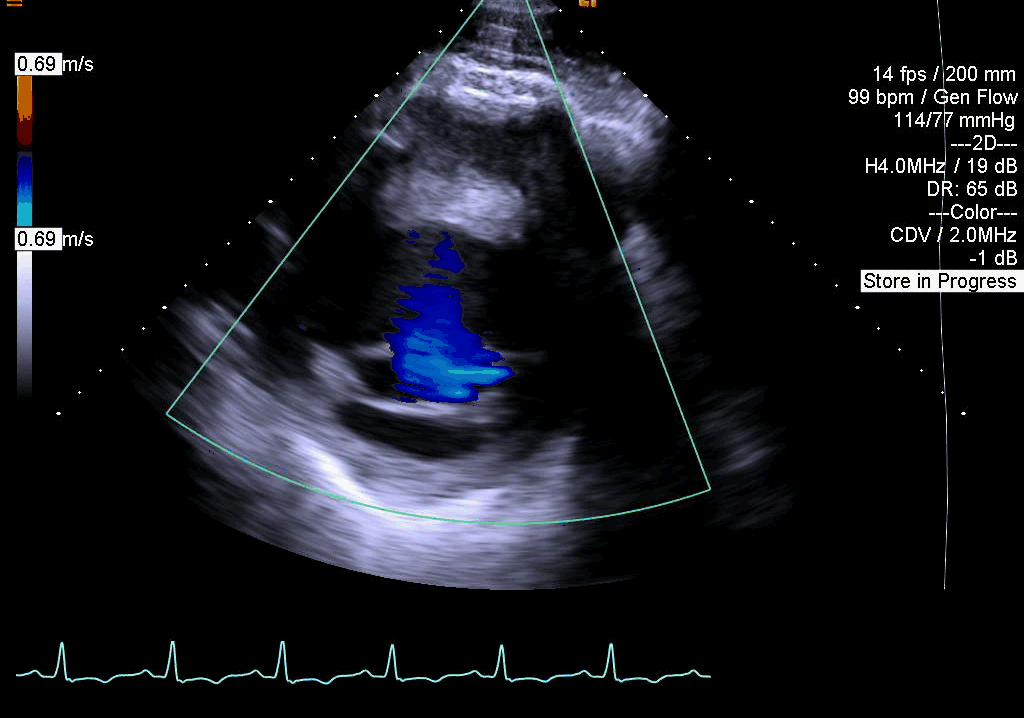 0.69 m/s
0.69 m/s
14 fps / 200 mm
99 bpm / Gen Flow
114/77 mmHg
---2D---
H4.0MHz / 19 dB
DR: 65 dB
---Color---
CDV / 2.0MHz
-1 dB
Store in Progress